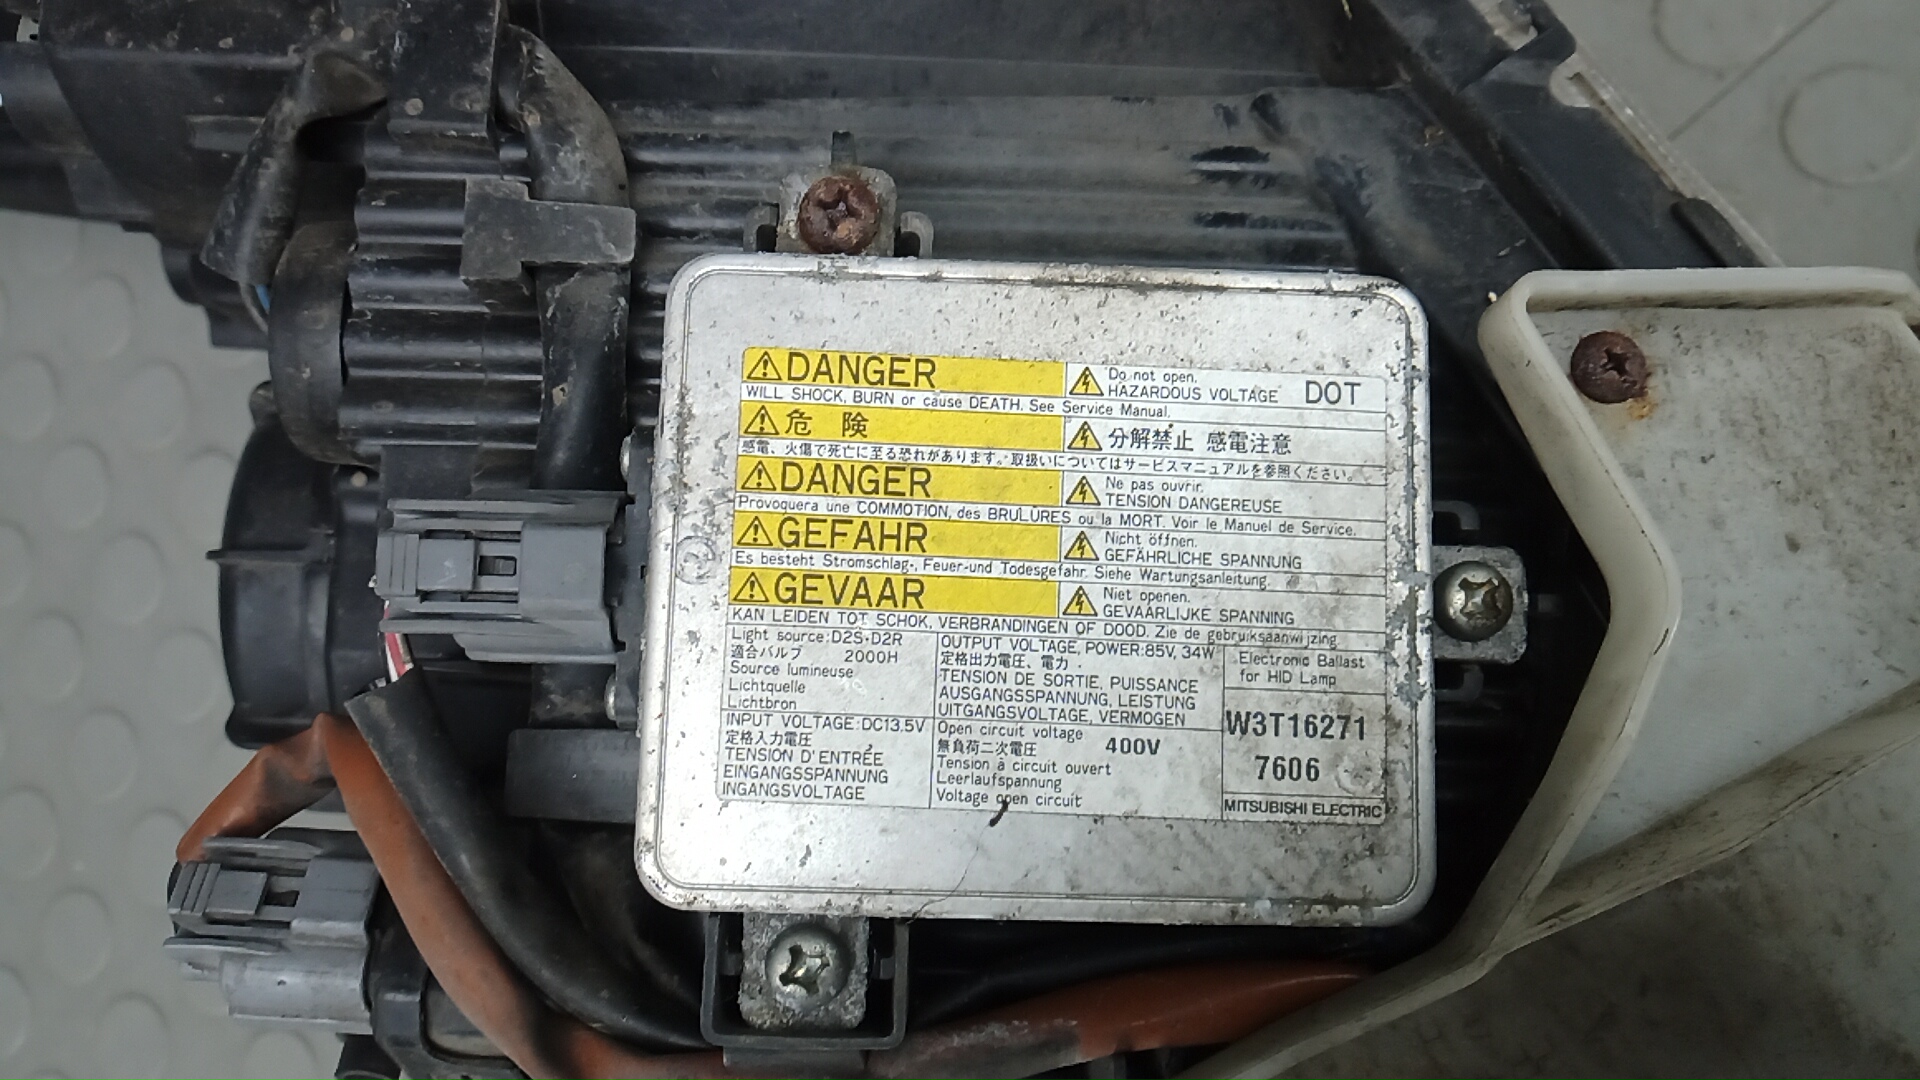 DANGER
Do not open.
HAZARDOUS VOLTAGE DOT
WILL SHOCK, BURN or cause DEATH. See Service Manual.
危 険
分解禁止 感電注意
感電、火傷で死亡に至る恐れがあります。取扱いについてはサービスマニュアルを参照ください。
DANGER
Ne pas ouvrir.
TENSION DANGEREUSE
Provoquera une COMMOTION, des BRULÛRES ou la MORT. Voir le Manuel de Service.
GEFAHR
Nicht öffnen.
GEFÄHRLICHE SPANNUNG
Es besteht Stromschlag-, Feuer-und Todesgefahr. Siehe Wartungsanleitung.
GEVAAR
Niet openen.
GEVAARLIJKE SPANNING
KAN LEIDEN TOT SCHOK, VERBRANDINGEN OF DOOD. Zie de gebruiksaanwijzing.
Light source:D2S・D2R
適合バルブ 2000H
Source lumineuse
Lichtquelle
Lichtbron
OUTPUT VOLTAGE, POWER:85V, 34W
定格出力電圧、電力
TENSION DE SORTIE, PUISSANCE
AUSGANGSSPANNUNG, LEISTUNG
UITGANGSVOLTAGE, VERMOGEN
Electronic Ballast
for HID Lamp
INPUT VOLTAGE:DC13.5V
定格入力電圧
TENSION D'ENTRÉE
EINGANGSSPANNUNG
INGANGSVOLTAGE
Open circuit voltage
無負荷二次電圧 400V
Tension à circuit ouvert
Leerlaufspannung
Voltage open circuit
W3T16271
7606
MITSUBISHI ELECTRIC